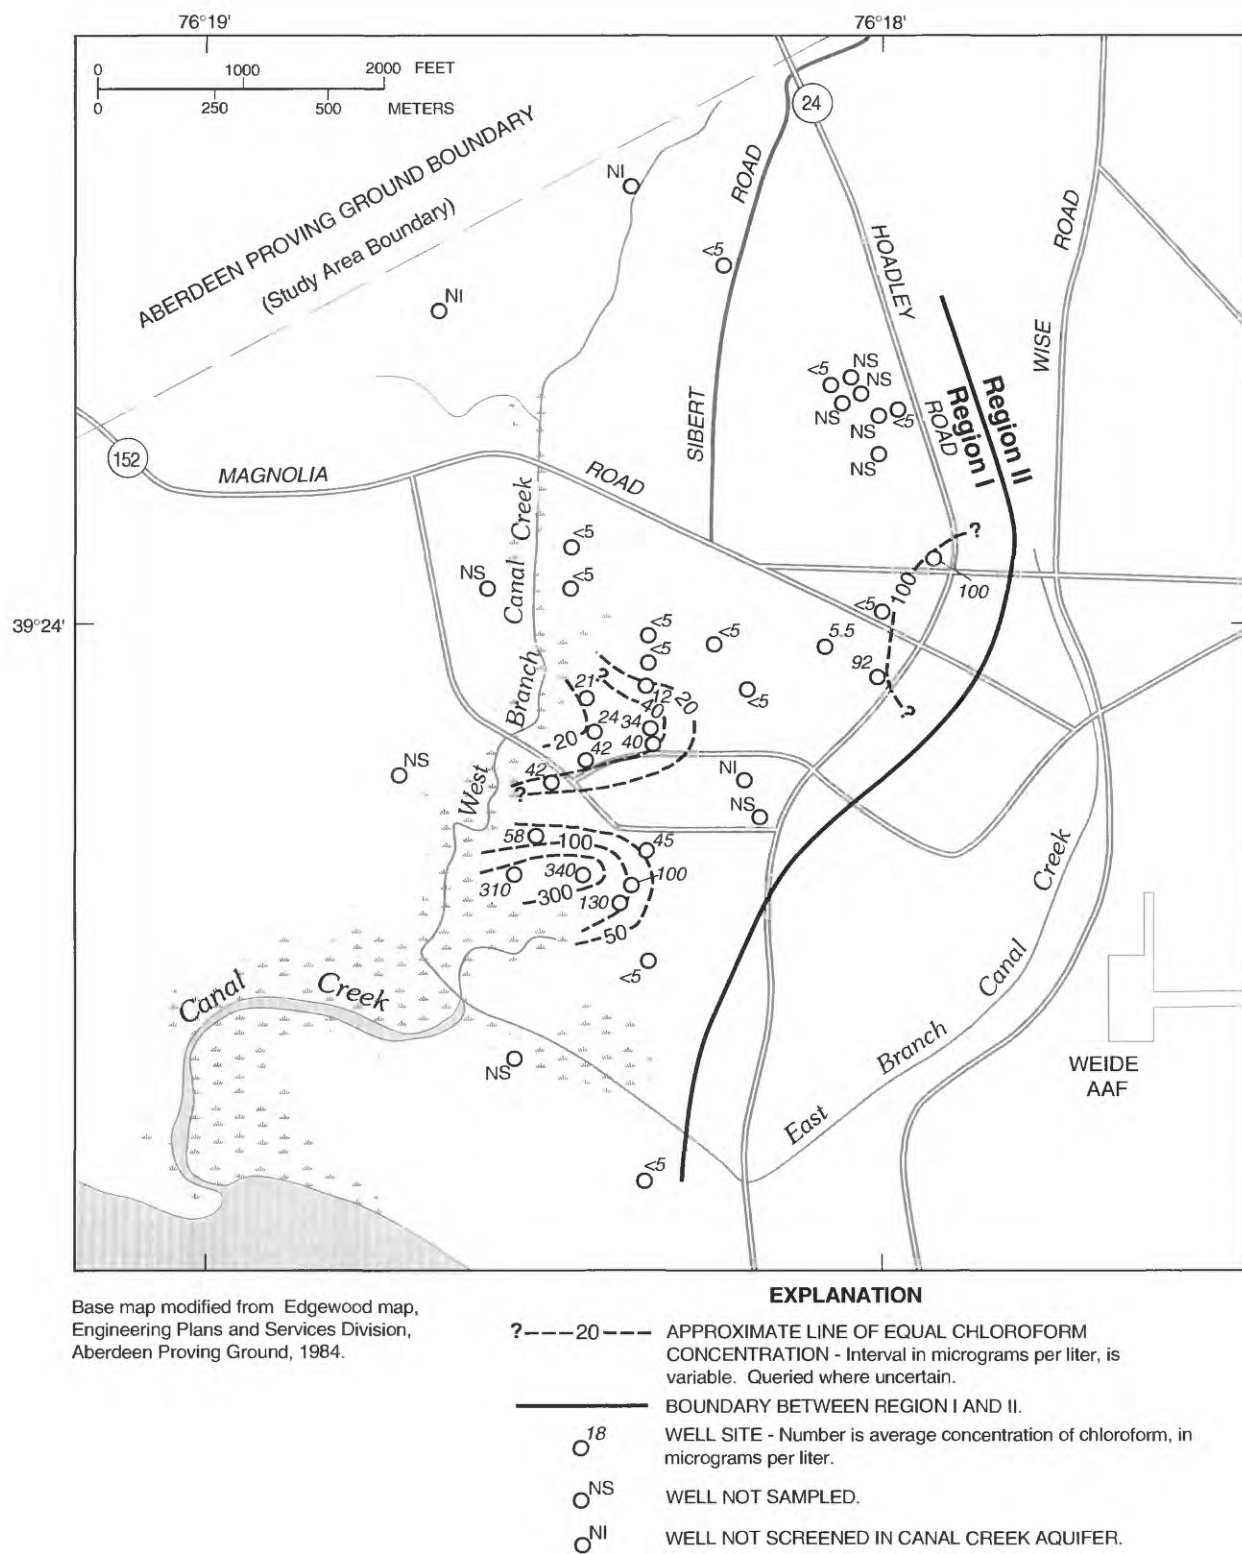 76°19'
76°18'
0 1000 2000 FEET
0 250 500 METERS
24
ABERDEEN PROVING GROUND BOUNDARY
(Study Area Boundary)
NI
NI
ROAD
<5
SIBERT
HOADLEY
ROAD
WISE
ROAD
<5
NS
NS
NS
NS
<5
NS
Region II
Region I
152
MAGNOLIA
ROAD
Canal Creek
Branch
West
<5
NS
<5
?
100
100
39°24'
<5
<5
<5
<5
5.5
92
?
21
?
12
20
<5
40
24
34
20
42
40
NS
42
?
NI
NS
58
100
45
310
340
100
300
130
50
<5
Canal Creek
NS
<5
Creek
Canal
Branch
East
WEIDE
AAF
Base map modified from Edgewood map,
Engineering Plans and Services Division,
Aberdeen Proving Ground, 1984.
EXPLANATION
?----20--- APPROXIMATE LINE OF EQUAL CHLOROFORM
CONCENTRATION - Interval in micrograms per liter, is
variable. Queried where uncertain.
BOUNDARY BETWEEN REGION I AND II.
18 WELL SITE - Number is average concentration of chloroform, in
micrograms per liter.
NS WELL NOT SAMPLED.
NI WELL NOT SCREENED IN CANAL CREEK AQUIFER.